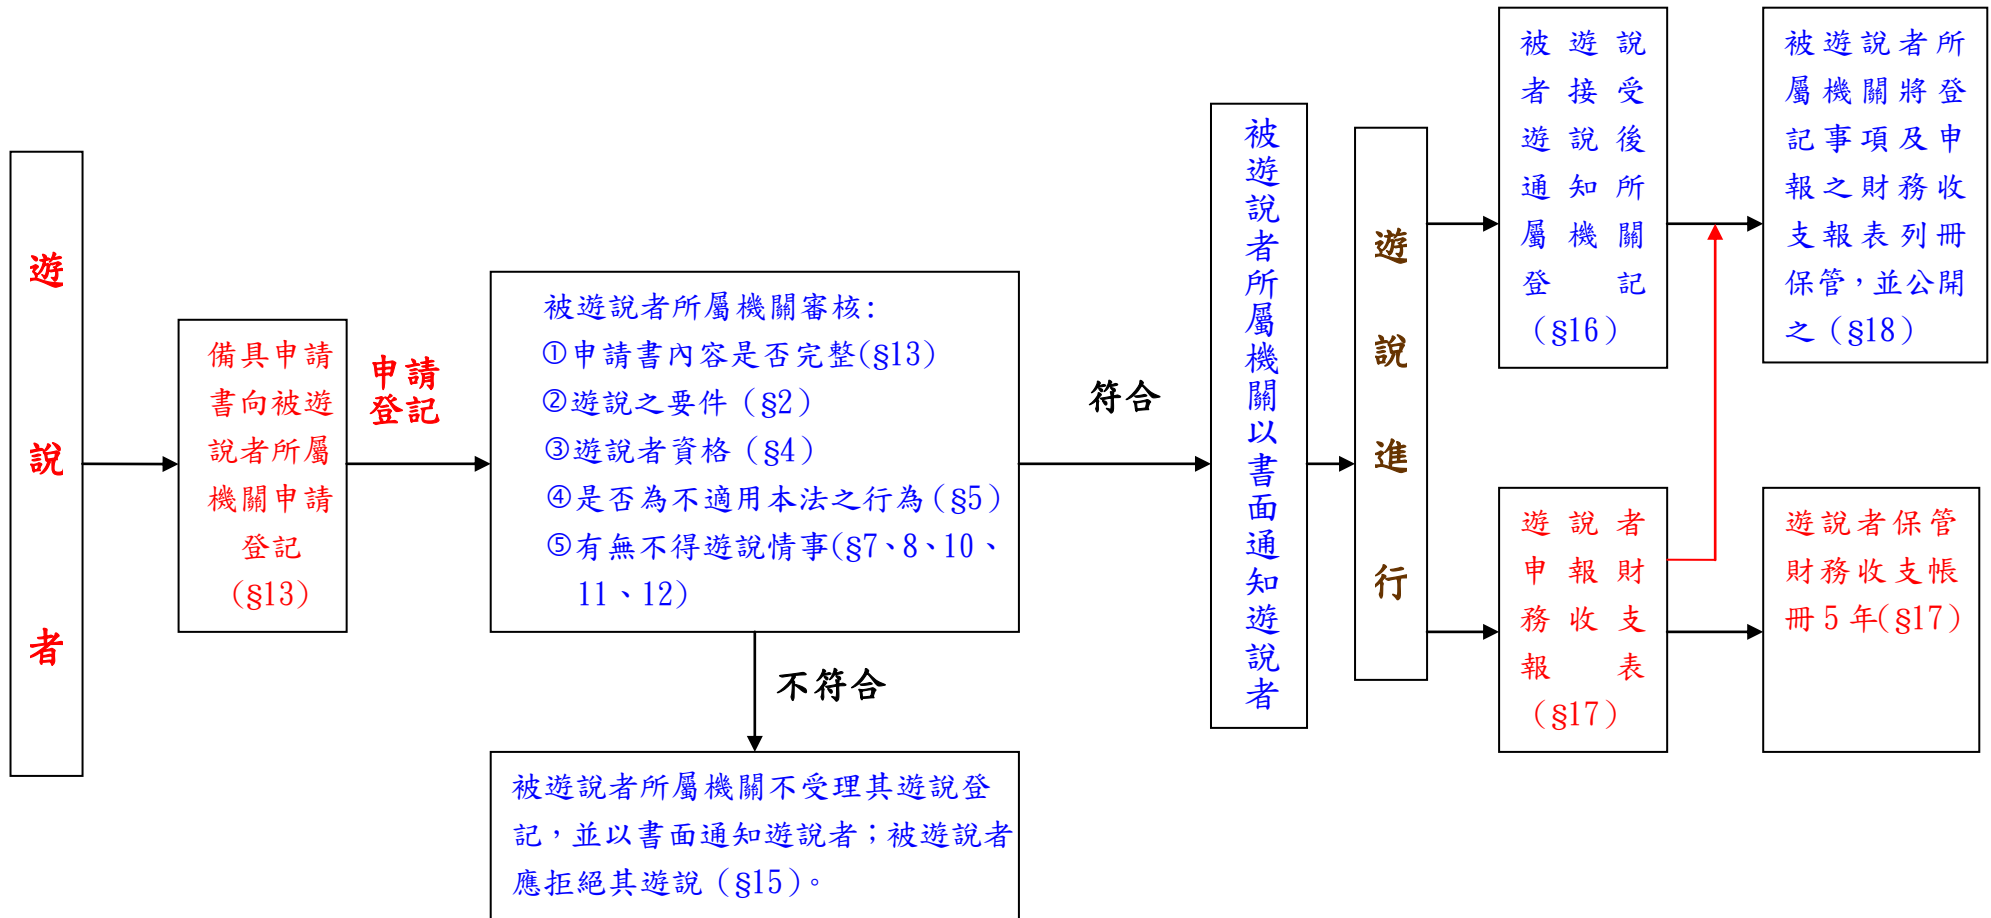 遊說者
備具申請
書向被遊
說者所屬
機關申請
登記
(§13)
申請
登記
被遊說者所屬機關審核:
①申請書內容是否完整(§13)
②遊說之要件（§2)
③遊說者資格（§4)
④是否為不適用本法之行為(§5)
⑤有無不得遊說情事(§7、8、10、
11、12)
符合
不符合
被遊說者所屬機關不受理其遊說登
記，並以書面通知遊說者；被遊說者
應拒絕其遊說（§15)。
被遊說者所屬機關以書面通知遊說者
遊說進行
被遊說
者接受
遊說後
通知所
屬機關
登記
（§16)
被遊說者所
屬機關將登
記事項及申
報之財務收
支報表列冊
保管，並公開
之（§18)
遊說者
申報財
務收支
報表
（§17)
遊說者保管
財務收支帳
冊5年(§17)